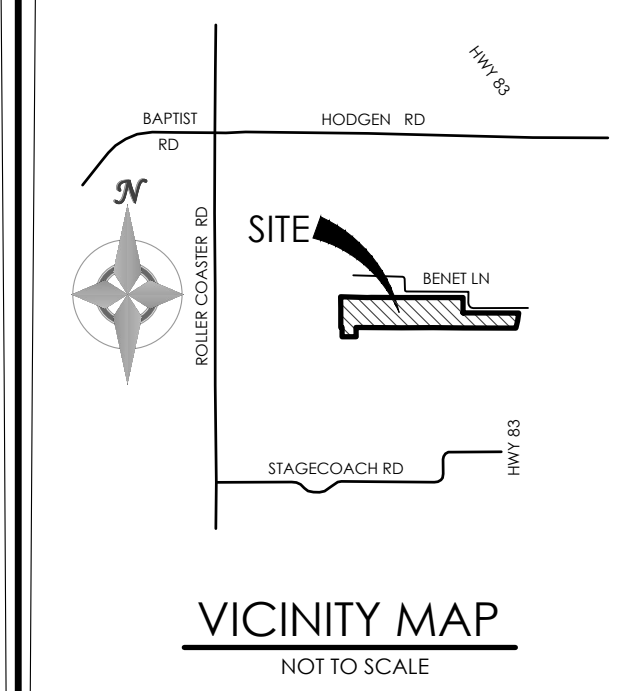 HWY 83
BAPTIST
RD
HODGEN RD
N
ROLLER COASTER RD
SITE
BENET LN
HWY 83
STAGECOACH RD
VICINITY MAP
NOT TO SCALE